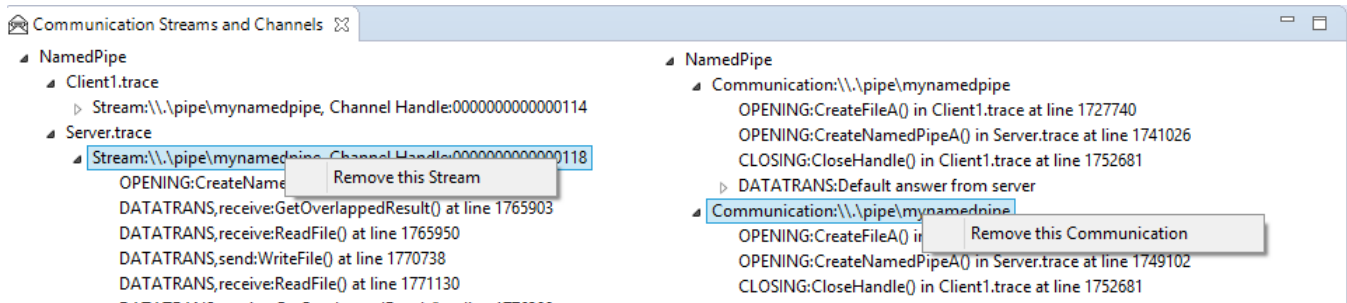 Communication Streams and Channels
NamedPipe
Client1.trace
Stream:\\.\pipe\mynamedpipe, Channel Handle:0000000000000114
Server.trace
Stream:\\.\pipe\mynamedpipe, Channel Handle:0000000000000118
Remove this Stream
OPENING:CreateName
DATATRANS,receive:GetOverlappedResult() at line 1765903
DATATRANS,receive:ReadFile() at line 1765950
DATATRANS,send:WriteFile() at line 1770738
DATATRANS,receive:ReadFile() at line 1771130
NamedPipe
Communication:\\.\pipe\mynamedpipe
OPENING:CreateFileA() in Client1.trace at line 1727740
OPENING:CreateNamedPipeA() in Server.trace at line 1741026
CLOSING:CloseHandle() in Client1.trace at line 1752681
DATATRANS:Default answer from server
Communication:\\.\pipe\mynamedpipe
Remove this Communication
OPENING:CreateFileA() i
OPENING:CreateNamedPipeA() in Server.trace at line 1749102
CLOSING:CloseHandle() in Client1.trace at line 1752681